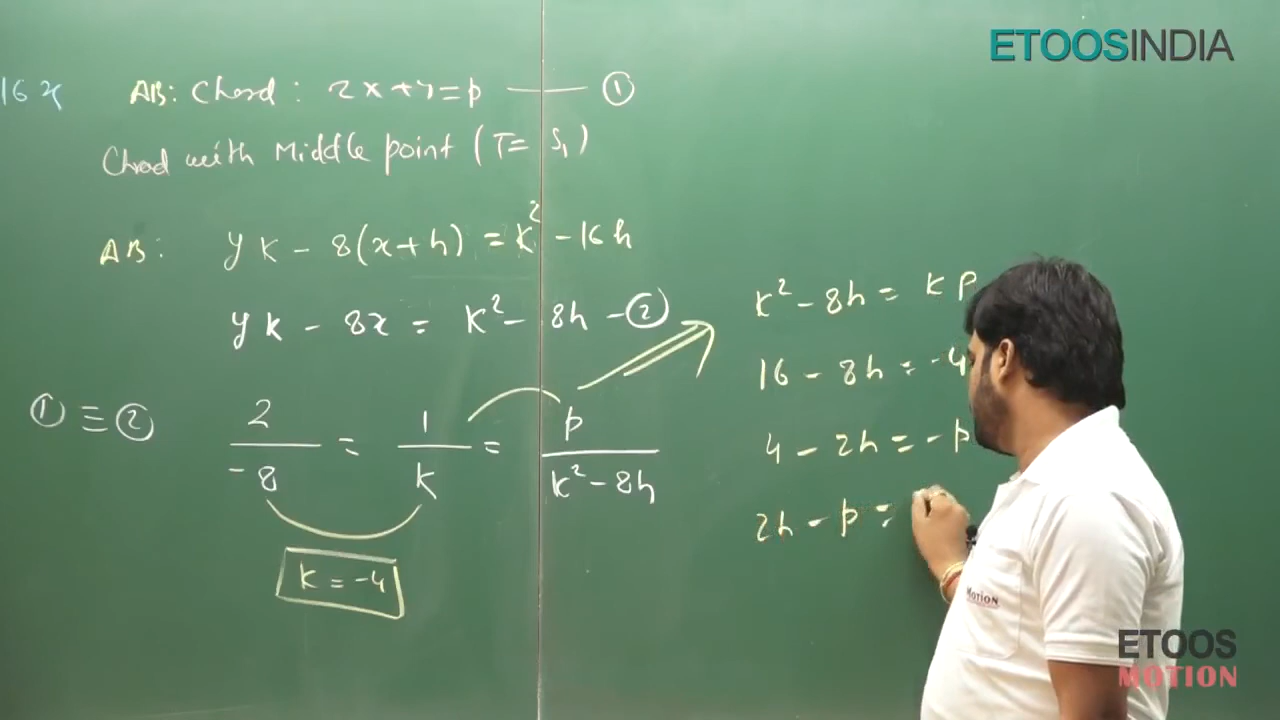 ETOOSINDIA
16x
AB: Chord: 2x+y=p — ①
Chord with Middle point (T= S₁)
AB: yk - 8(x+h) = k² - 16h
yk - 8x = k² - 8h - ②
① ≡ ② 2/-8 = 1/k = p/k²-8h
k = -4
k² - 8h = kp
16 - 8h = -4
4 - 2h = -p
2h - p =
MOTION
ETOOS
MOTION